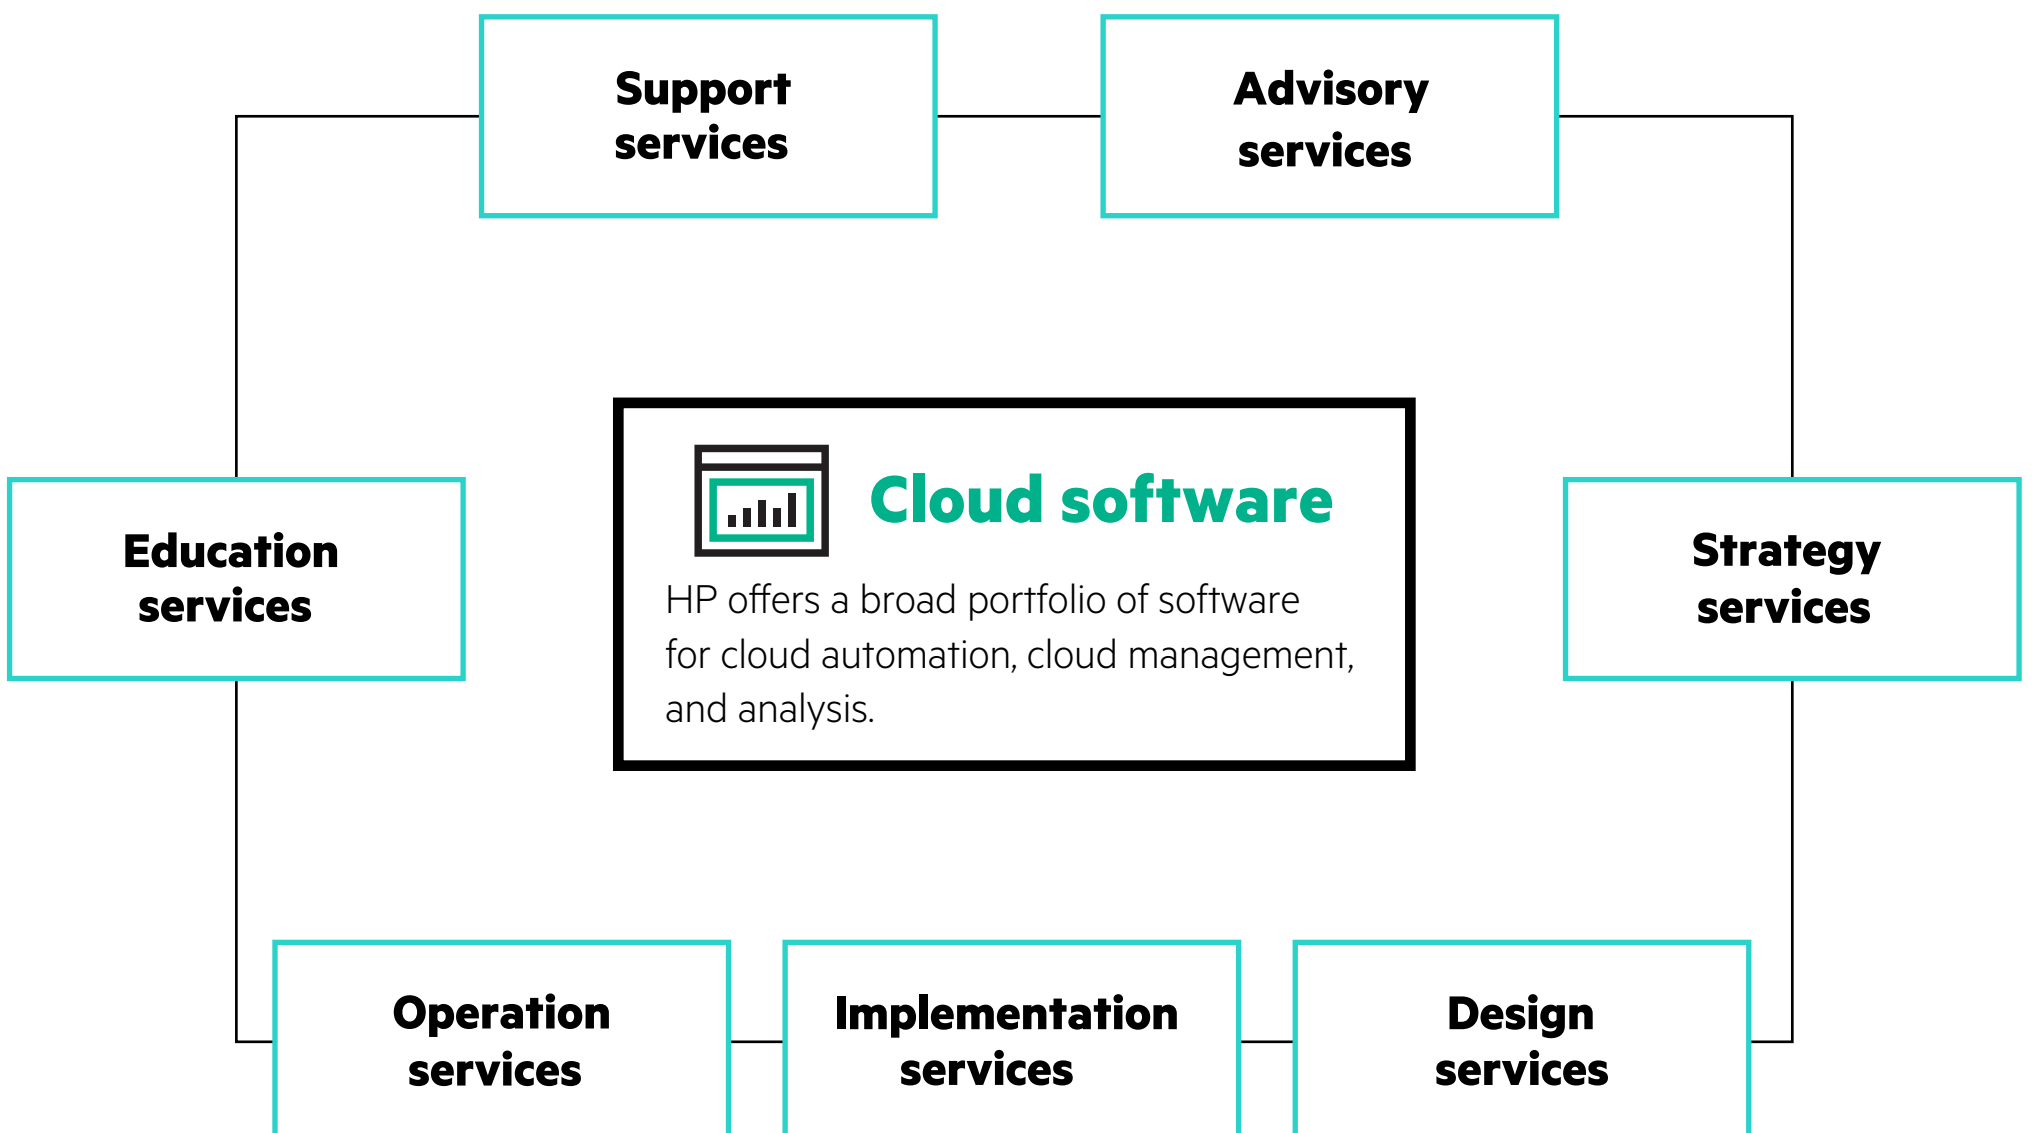 Support
services
Advisory
services
Cloud software
HP offers a broad portfolio of software
for cloud automation, cloud management,
and analysis.
Education
services
Strategy
services
Operation
services
Implementation
services
Design
services